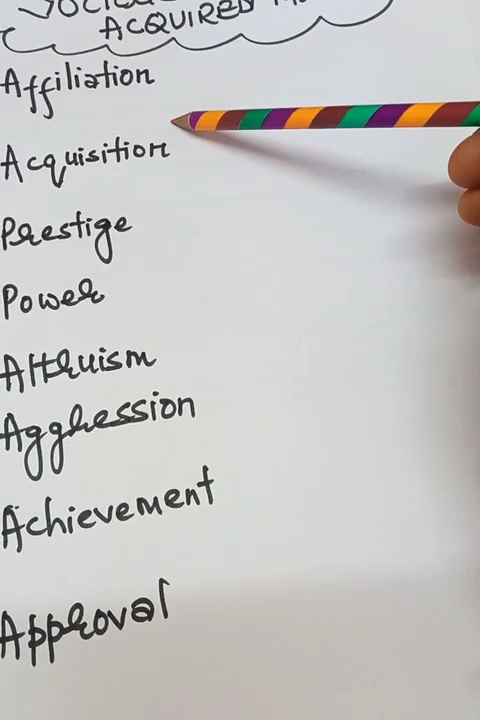 ACQUIRED
Affiliation
Acquisition
Prestige
Power
Altruism
Aggression
Achievement
Approval